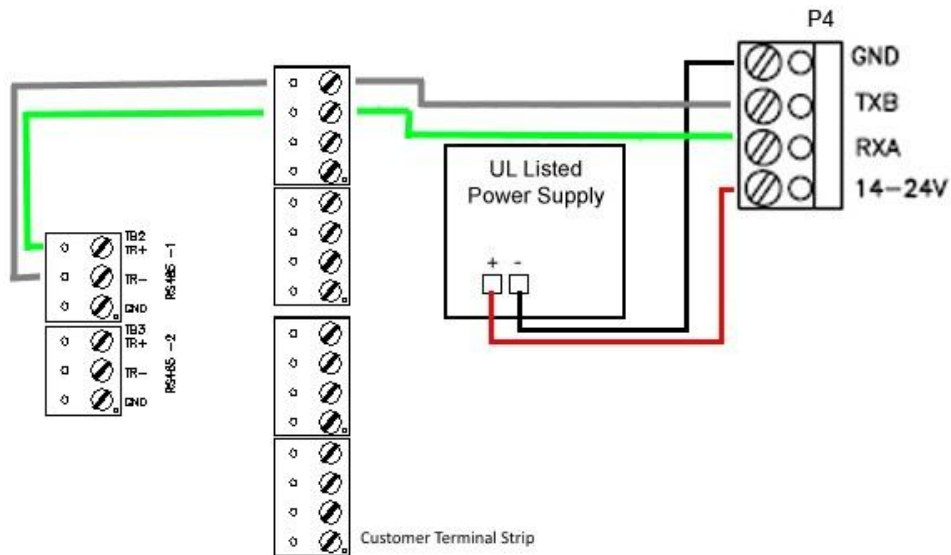 P4
GND
TXB
RXA
14-24V
UL Listed
Power Supply
+ -
TB2
TR+
TR-
GND
RS485-1
TB3
TR+
TR-
GND
RS485-2
Customer Terminal Strip